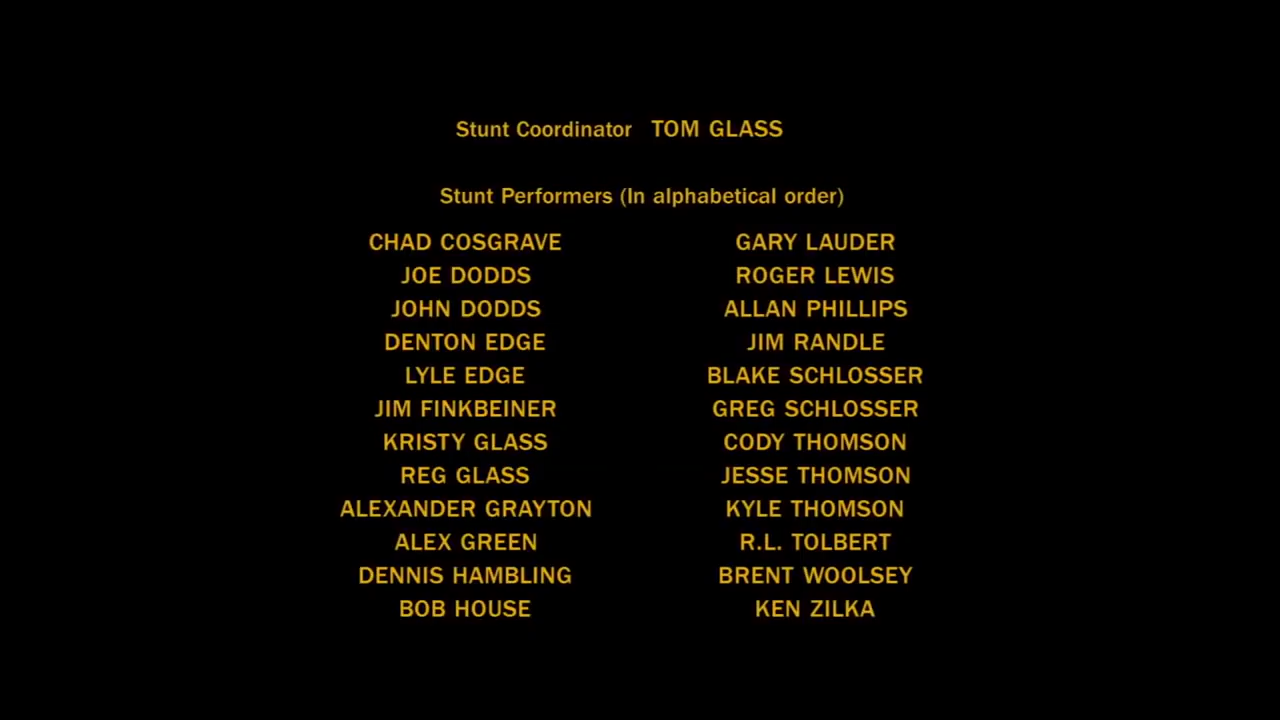 Stunt Coordinator TOM GLASS
Stunt Performers (In alphabetical order)
CHAD COSGRAVE
JOE DODDS
JOHN DODDS
DENTON EDGE
LYLE EDGE
JIM FINKBEINER
KRISTY GLASS
REG GLASS
ALEXANDER GRAYTON
ALEX GREEN
DENNIS HAMBLING
BOB HOUSE
GARY LAUDER
ROGER LEWIS
ALLAN PHILLIPS
JIM RANDLE
BLAKE SCHLOSSER
GREG SCHLOSSER
CODY THOMSON
JESSE THOMSON
KYLE THOMSON
R.L. TOLBERT
BRENT WOOLSEY
KEN ZILKA